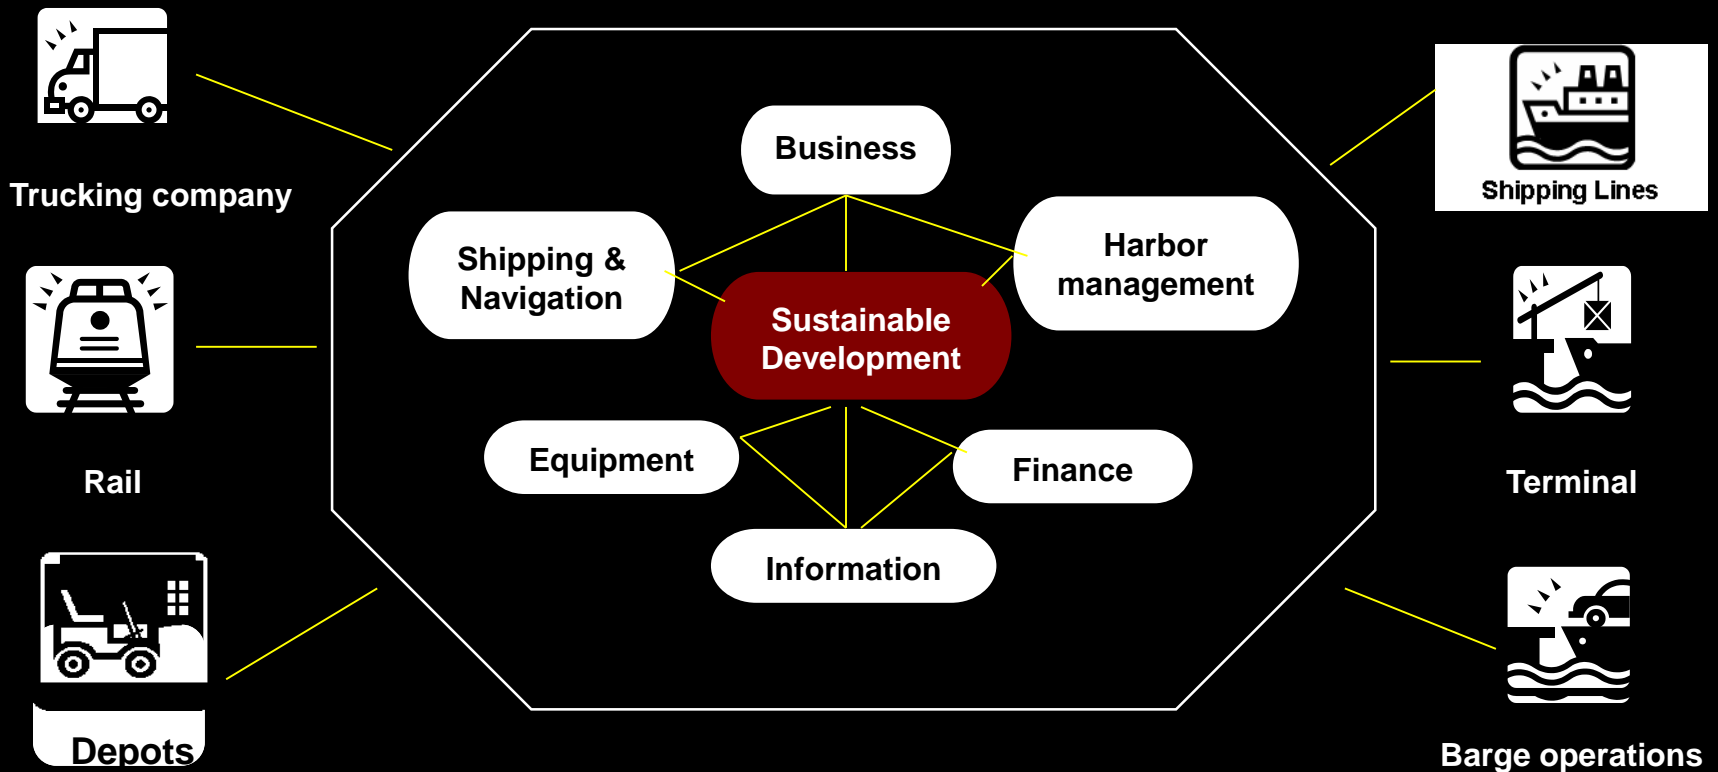 Trucking company
Rail
Depots
Business
Shipping &
Navigation
Harbor
management
Sustainable
Development
Equipment
Finance
Information
Shipping Lines
Terminal
Barge operations